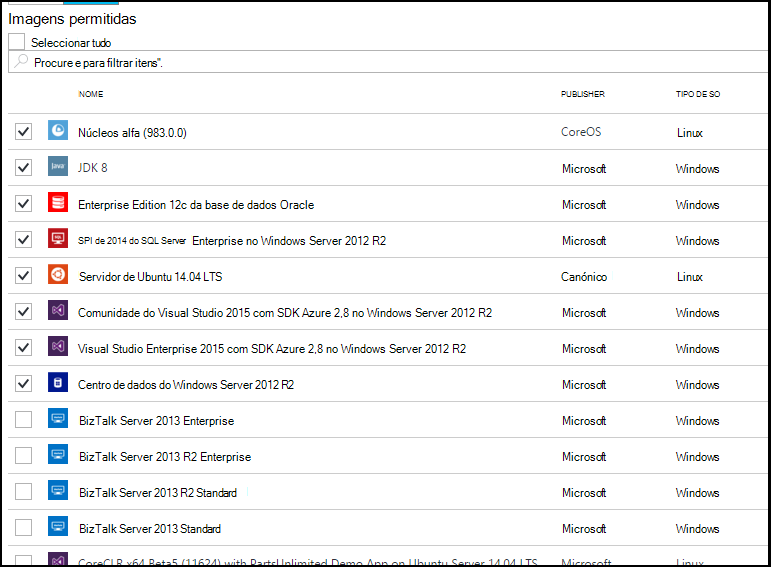 Imagens permitidas
Seleccionar tudo
Procure e para filtrar itens".
NOME PUBLISHER TIPO DE SO
Núcleos alfa (983.0.0) CoreOS Linux
Java JDK 8 Microsoft Windows
Enterprise Edition 12c da base de dados Oracle Microsoft Windows
SPI de 2014 do SQL Server Enterprise no Windows Server 2012 R2 Microsoft Windows
Servidor de Ubuntu 14.04 LTS Canónico Linux
Comunidade do Visual Studio 2015 com SDK Azure 2,8 no Windows Server 2012 R2 Microsoft Windows
Visual Studio Enterprise 2015 com SDK Azure 2,8 no Windows Server 2012 R2 Microsoft Windows
Centro de dados do Windows Server 2012 R2 Microsoft Windows
BizTalk Server 2013 Enterprise Microsoft Windows
BizTalk Server 2013 R2 Enterprise Microsoft Windows
BizTalk Server 2013 R2 Standard Microsoft Windows
BizTalk Server 2013 Standard Microsoft Windows
CoreCLR x64 Beta5 (11624) with PartsUnlimited Demo App on Ubuntu Server 14.04 LTS Microsoft Linux